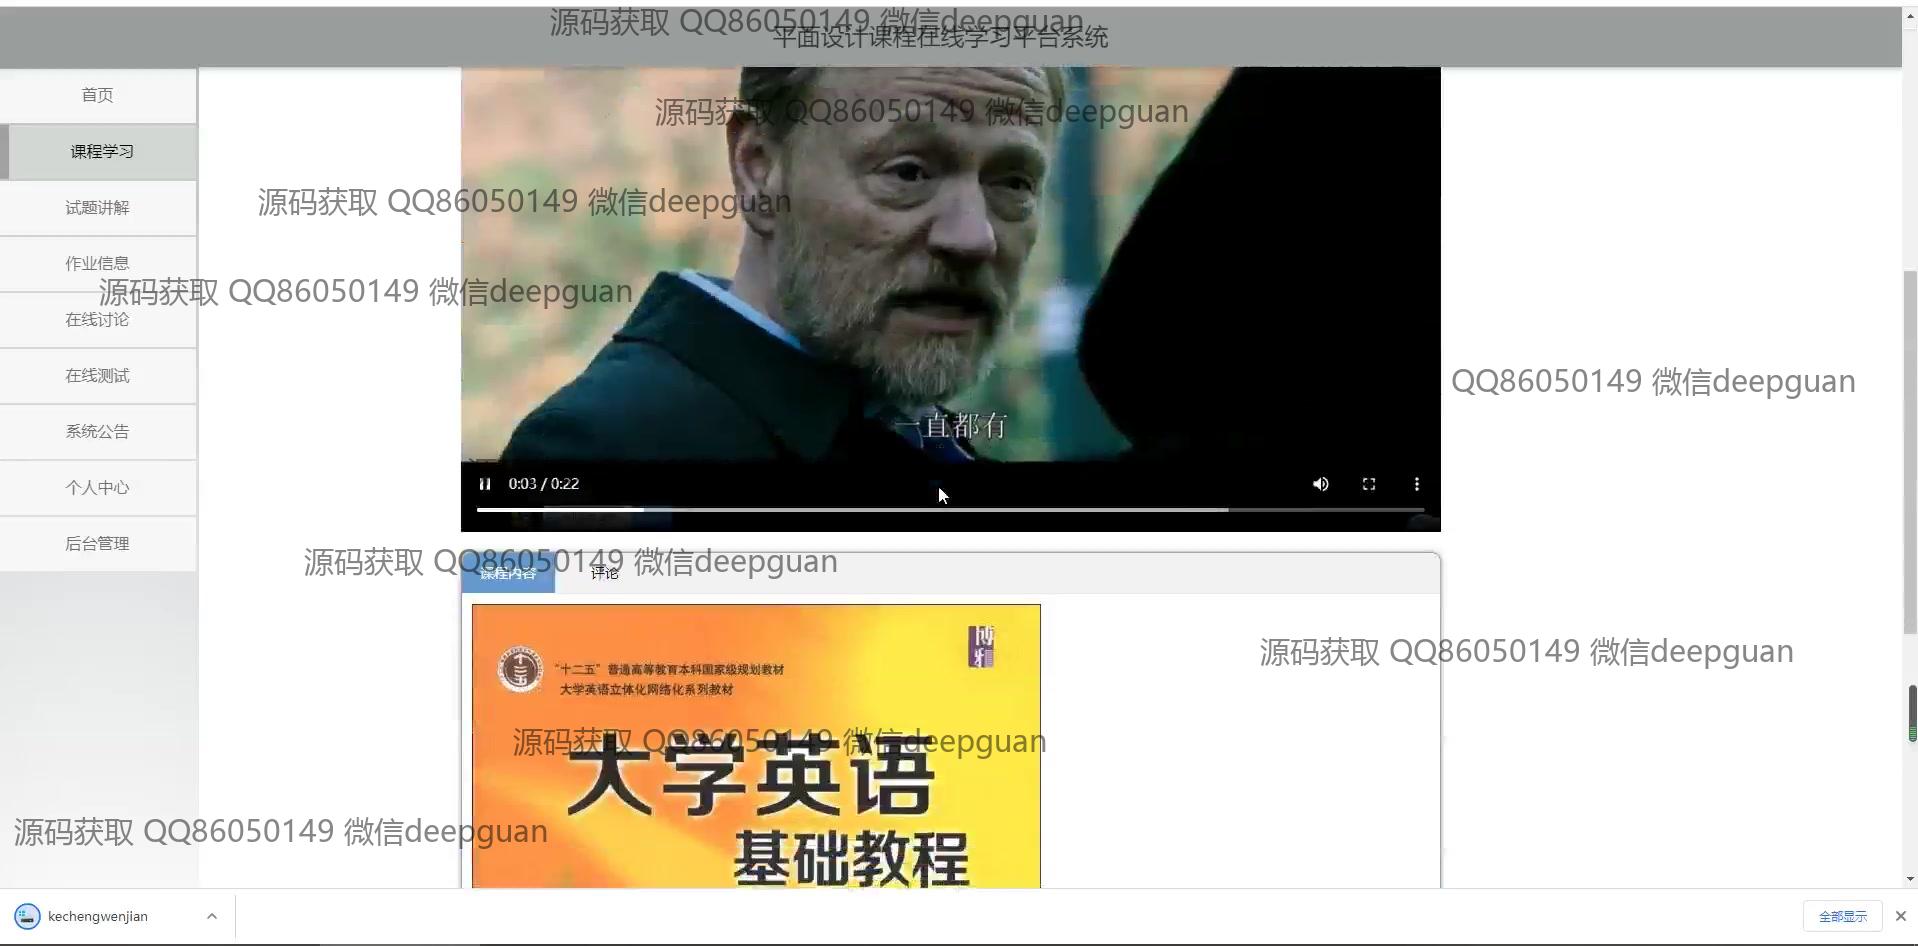 源码获取 QQ86050149 微信deepguan
平面设计课程在线学习平台系统
首页
课程学习
试题讲解
作业信息
在线讨论
在线测试
系统公告
个人中心
后台管理
源码获取 QQ86050149 微信deepguan
源码获取 QQ86050149 微信deepguan
源码获取 QQ86050149 微信deepguan
QQ86050149 微信deepguan
一直都有
0:03 / 0:22
源码获取 QQ86050149 微信deepguan
课程内容
评论
博雅
“十二五”普通高等教育本科国家级规划教材
大学英语立体化网络化系列教材
源码获取 QQ86050149 微信deepguan
源码获取 QQ86050149 微信deepguan
大学英语
基础教程
源码获取 QQ86050149 微信deepguan
kechengwenjian
全部显示